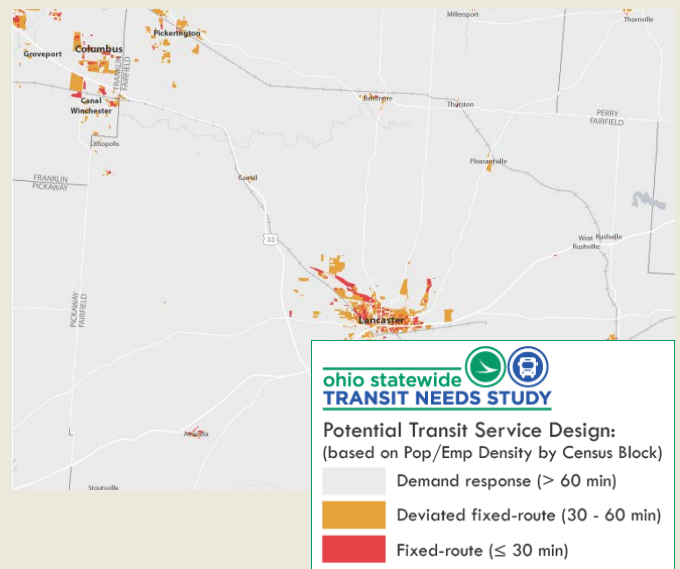 Millersport
Thornville
Pickerington
Columbus
Groveport
FRANKLIN
FAIRFIELD
Canal
Winchester
Baltimore
Thurston
PERRY
FAIRFIELD
Lithopolis
Pleasantville
Carroll
FRANKLIN
PICKAWAY
33
West Rushville
Rushville
PICKAWAY
FAIRFIELD
Lancaster
Amanda
Stoutsville
ohio statewide
TRANSIT NEEDS STUDY
Potential Transit Service Design:
(based on Pop/Emp Density by Census Block)
Demand response (> 60 min)
Deviated fixed-route (30 - 60 min)
Fixed-route (≤ 30 min)